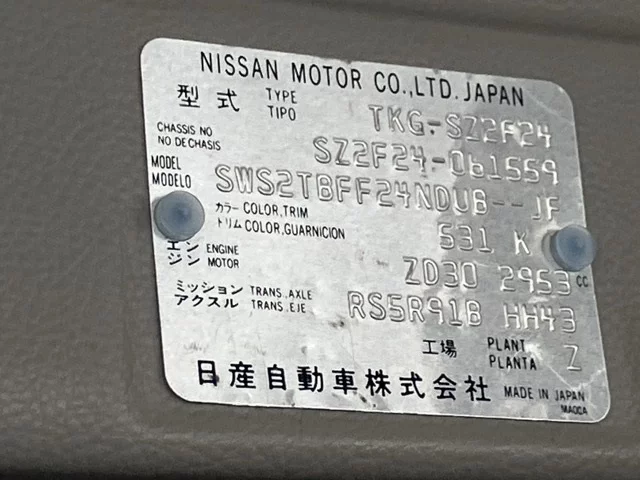 NISSAN MOTOR CO.,LTD. JAPAN
型式 TYPE TIPO TKG-SZ2F24
CHASSIS NO NO DE CHASIS SZ2F24-061559
MODEL MODELO SWS2TBFF24NDUB--JF
カラー COLOR,TRIM トリム COLOR,GUARNICION 531 K
エンジン ENGINE MOTOR ZD30 2953 CC
ミッション TRANS. AXLE アクスル TRANS. EJE RS5R91B HH43
工場 PLANT PLANTA Z
日産自動車株式会社 MADE IN JAPAN
MAOCA